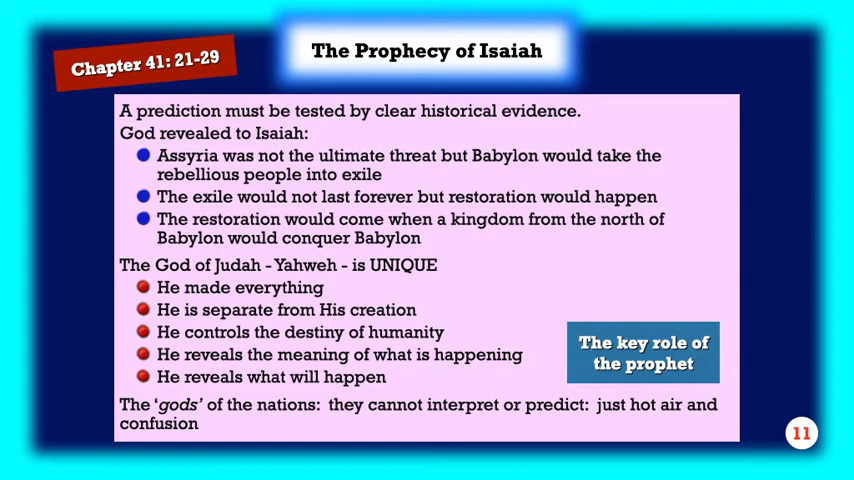 Chapter 41: 21-29
The Prophecy of Isaiah
A prediction must be tested by clear historical evidence.
God revealed to Isaiah:
Assyria was not the ultimate threat but Babylon would take the
rebellious people into exile
The exile would not last forever but restoration would happen
The restoration would come when a kingdom from the north of
Babylon would conquer Babylon
The God of Judah - Yahweh - is UNIQUE
He made everything
He is separate from His creation
He controls the destiny of humanity
He reveals the meaning of what is happening
He reveals what will happen
The key role of
the prophet
The ‘gods’ of the nations: they cannot interpret or predict: just hot air and
confusion
11